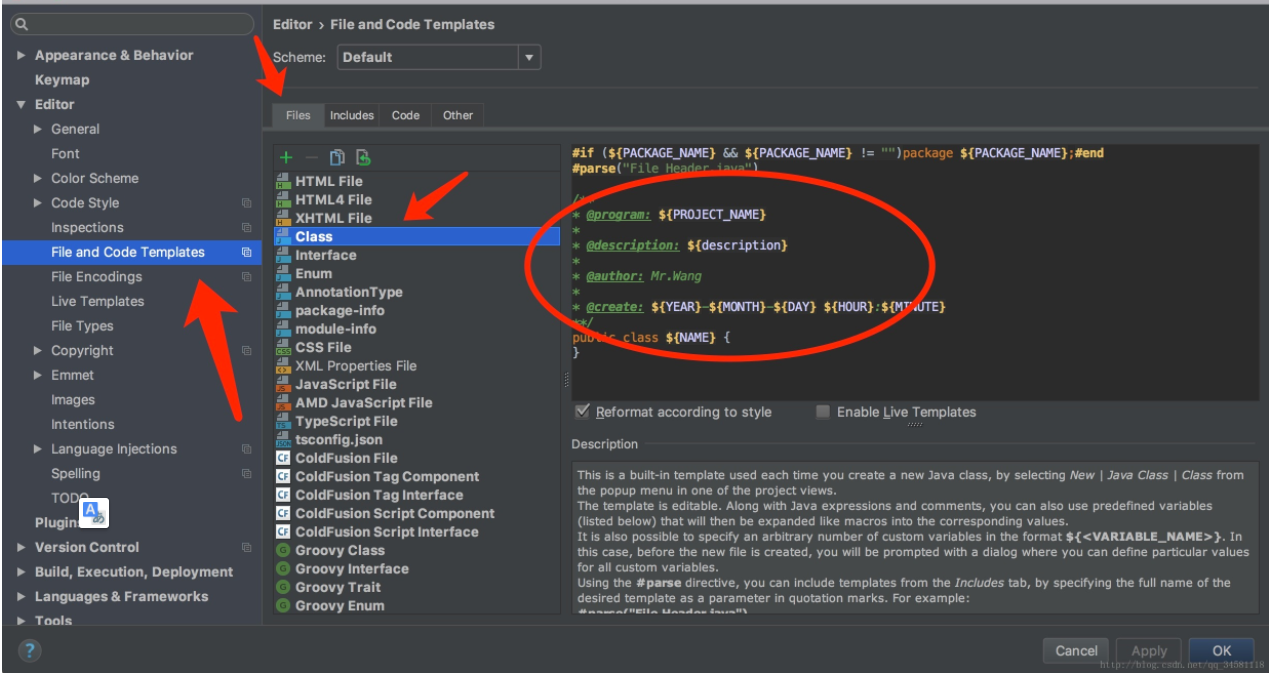 Editor › File and Code Templates
Scheme: Default
Appearance & Behavior
Keymap
Editor
General
Font
Color Scheme
Code Style
Inspections
File and Code Templates
File Encodings
Live Templates
File Types
Copyright
Emmet
Images
Intentions
Language Injections
Spelling
TODO
Plugins
Version Control
Build, Execution, Deployment
Languages & Frameworks
Tools
Files Includes Code Other
HTML File
HTML4 File
XHTML File
Class
Interface
Enum
AnnotationType
package-info
module-info
CSS File
XML Properties File
JavaScript File
AMD JavaScript File
TypeScript File
tsconfig.json
ColdFusion File
ColdFusion Tag Component
ColdFusion Tag Interface
ColdFusion Script Component
ColdFusion Script Interface
Groovy Class
Groovy Interface
Groovy Trait
Groovy Enum
#if (${PACKAGE_NAME} && ${PACKAGE_NAME} != "")package ${PACKAGE_NAME};#end
#parse("File Header.java")
/**
* @program: ${PROJECT_NAME}
*
* @description: ${description}
*
* @author: Mr.Wang
*
* @create: ${YEAR}-${MONTH}-${DAY} ${HOUR}:${MINUTE}
**/
public class ${NAME} {
}
Reformat according to style Enable Live Templates
Description
This is a built-in template used each time you create a new Java class, by selecting New | Java Class | Class from
the popup menu in one of the project views.
The template is editable. Along with Java expressions and comments, you can also use predefined variables
(listed below) that will then be expanded like macros into the corresponding values.
It is also possible to specify an arbitrary number of custom variables in the format ${<VARIABLE_NAME>}. In
this case, before the new file is created, you will be prompted with a dialog where you can define particular values
for all custom variables.
Using the #parse directive, you can include templates from the Includes tab, by specifying the full name of the
desired template as a parameter in quotation marks. For example:
#parse("File Header.java")
? Cancel Apply OK
http://blog.csdn.net/qq_34581118